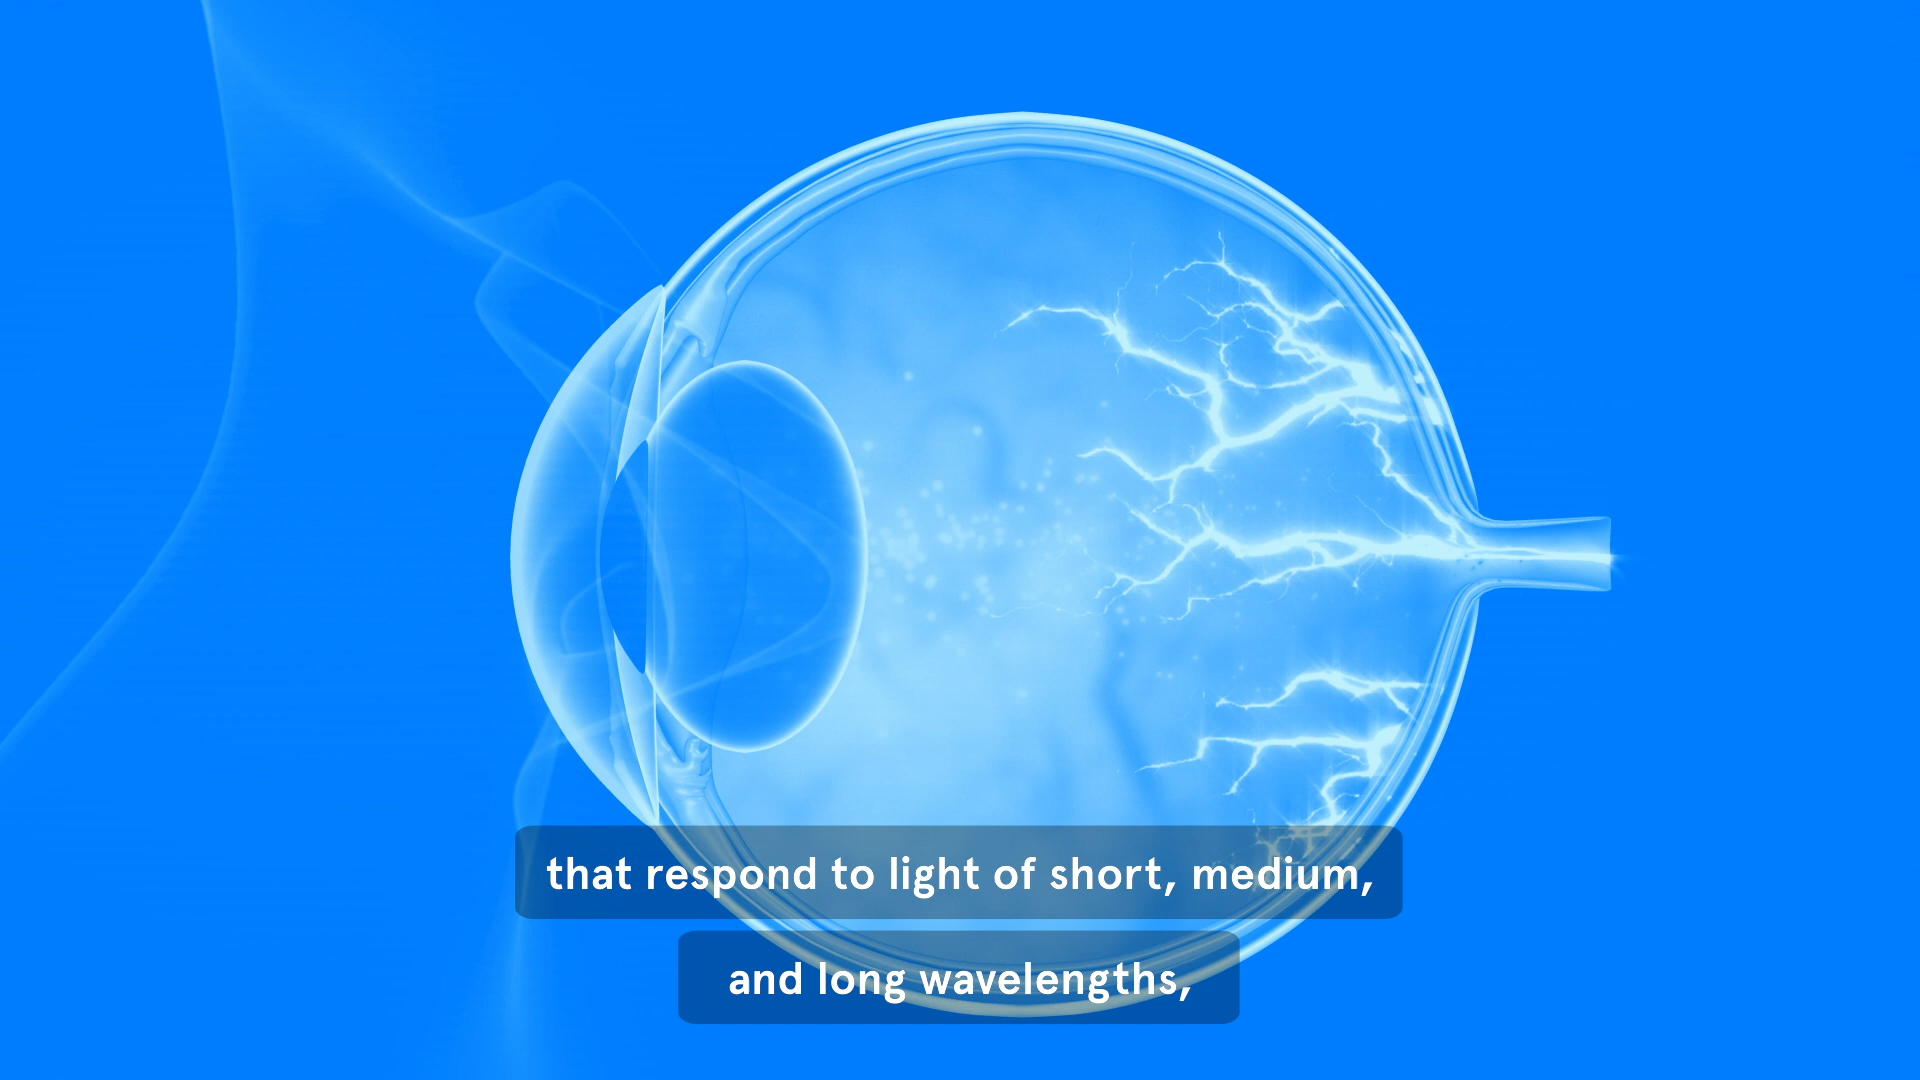 that respond to light of short, medium,
and long wavelengths,